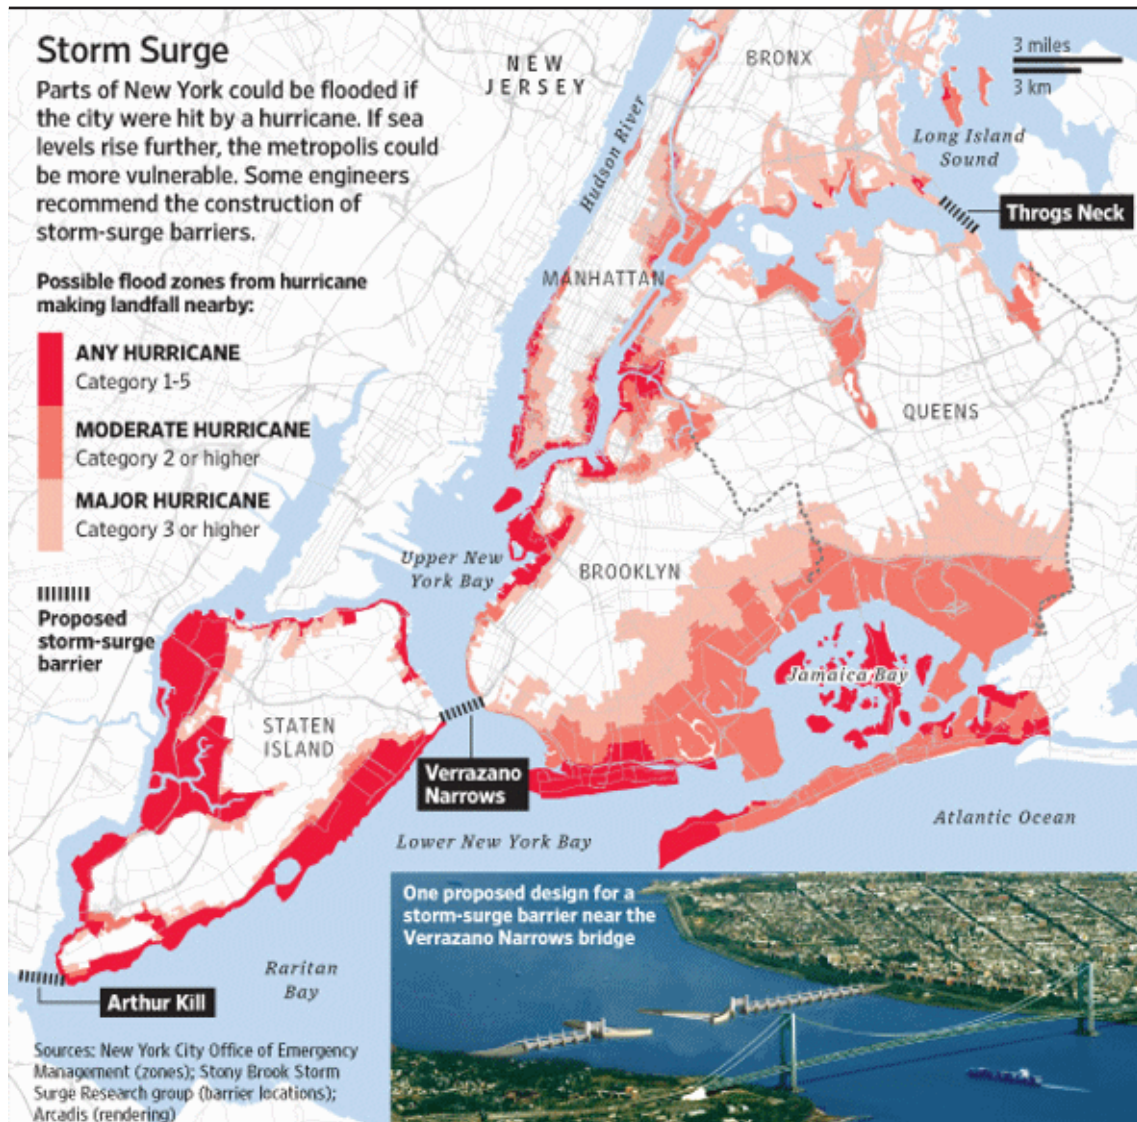 Storm Surge
Parts of New York could be flooded if
the city were hit by a hurricane. If sea
levels rise further, the metropolis could
be more vulnerable. Some engineers
recommend the construction of
storm-surge barriers.
Possible flood zones from hurricane
making landfall nearby:
ANY HURRICANE
Category 1-5
MODERATE HURRICANE
Category 2 or higher
MAJOR HURRICANE
Category 3 or higher
Proposed
storm-surge
barrier
NEW
JERSEY
BRONX
3 miles
3 km
Hudson River
Long Island
Sound
Throgs Neck
MANHATTAN
QUEENS
Upper New
York Bay
BROOKLYN
Jamaica Bay
STATEN
ISLAND
Verrazano
Narrows
Lower New York Bay
Atlantic Ocean
Raritan
Bay
Arthur Kill
One proposed design for a
storm-surge barrier near the
Verrazano Narrows bridge
Sources: New York City Office of Emergency
Management (zones); Stony Brook Storm
Surge Research group (barrier locations);
Arcadis (rendering)